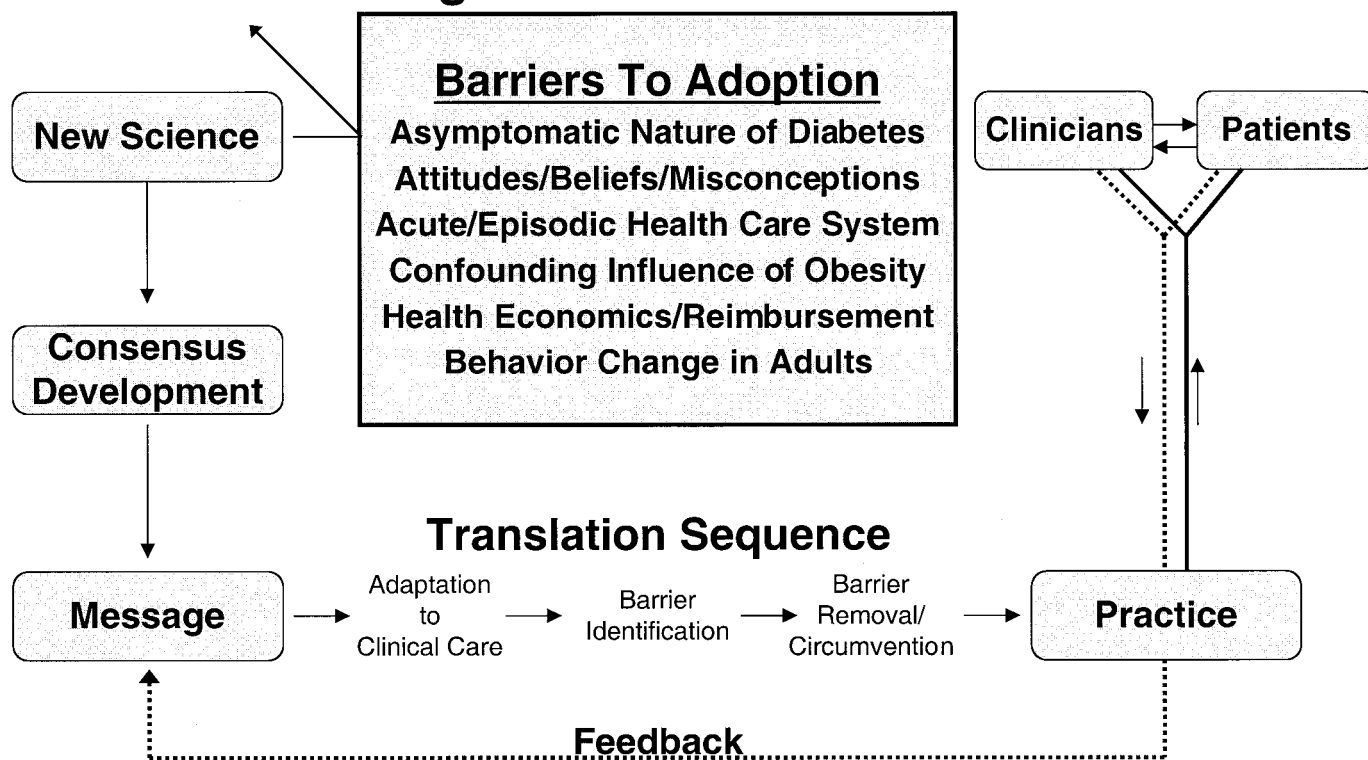 Barriers To Adoption
Asymptomatic Nature of Diabetes
Attitudes/Beliefs/Misconceptions
Acute/Episodic Health Care System
Confounding Influence of Obesity
Health Economics/Reimbursement
Behavior Change in Adults
New Science
Consensus
Development
Clinicians
Patients
Translation Sequence
Message
Adaptation
to
Clinical Care
Barrier
Identification
Barrier
Removal/
Circumvention
Practice
Feedback